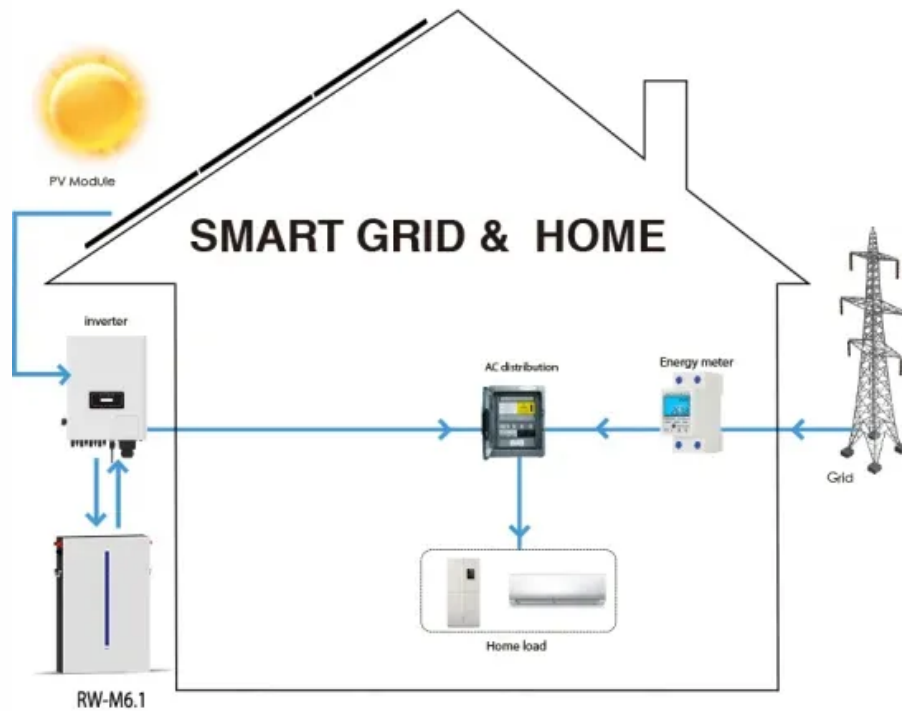 PV Module
SMART GRID & HOME
inverter
AC distribution
Energy meter
Grid
Home load
RW-M6.1